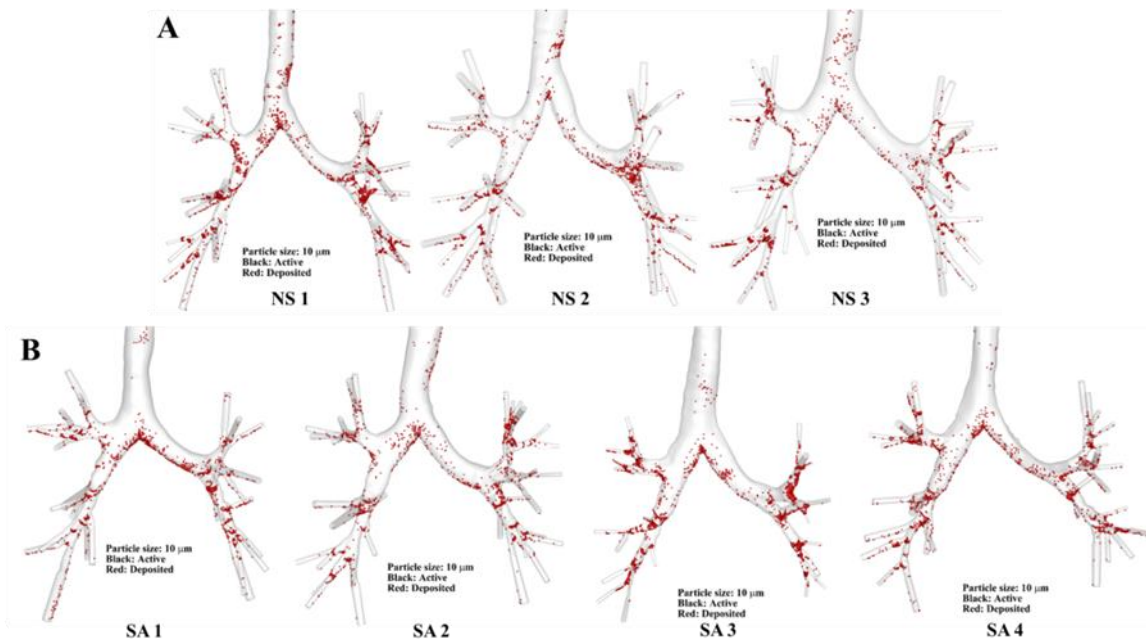 A
Particle size: 10 μm
Black: Active
Red: Deposited
NS 1
Particle size: 10 μm
Black: Active
Red: Deposited
NS 2
Particle size: 10 μm
Black: Active
Red: Deposited
NS 3
B
Particle size: 10 μm
Black: Active
Red: Deposited
SA 1
Particle size: 10 μm
Black: Active
Red: Deposited
SA 2
Particle size: 10 μm
Black: Active
Red: Deposited
SA 3
Particle size: 10 μm
Black: Active
Red: Deposited
SA 4